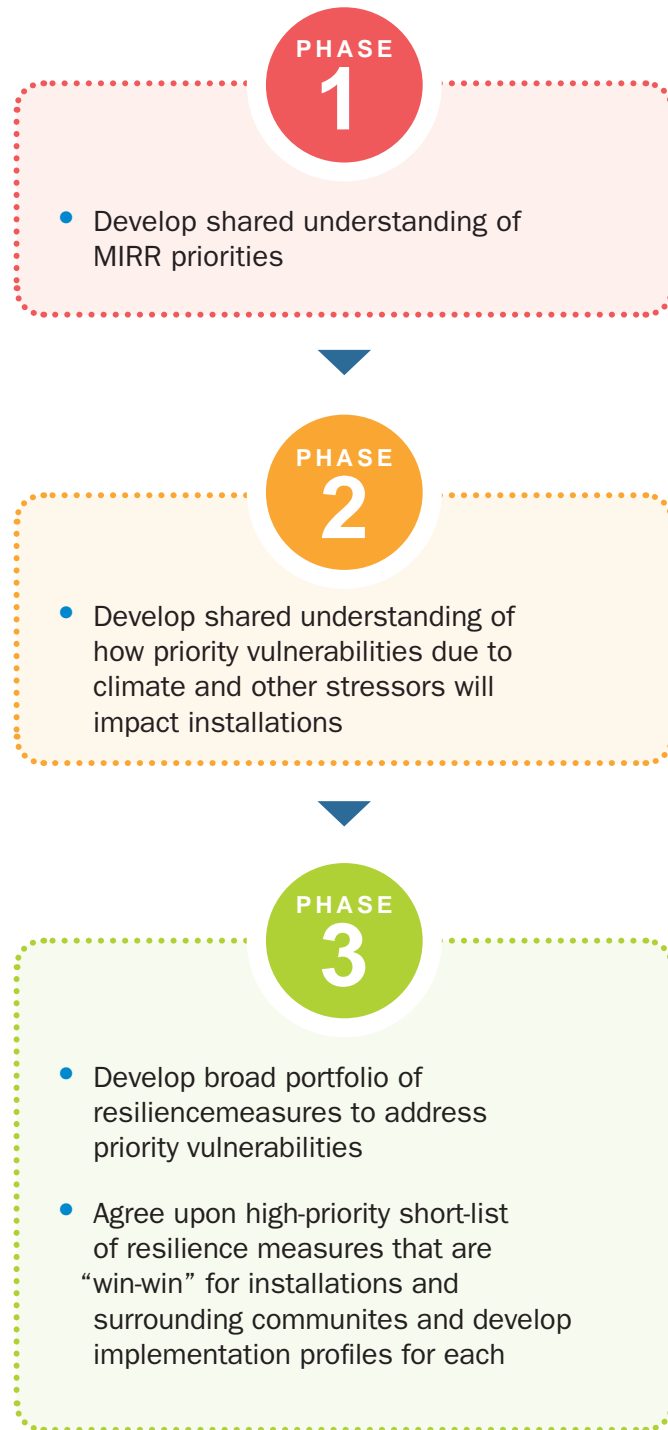 PHASE
1
• Develop shared understanding of
MIRR priorities
PHASE
2
• Develop shared understanding of
how priority vulnerabilities due to
climate and other stressors will
impact installations
PHASE
3
• Develop broad portfolio of
resiliencemeasures to address
priority vulnerabilities
• Agree upon high-priority short-list
of resilience measures that are
“win-win” for installations and
surrounding communites and develop
implementation profiles for each